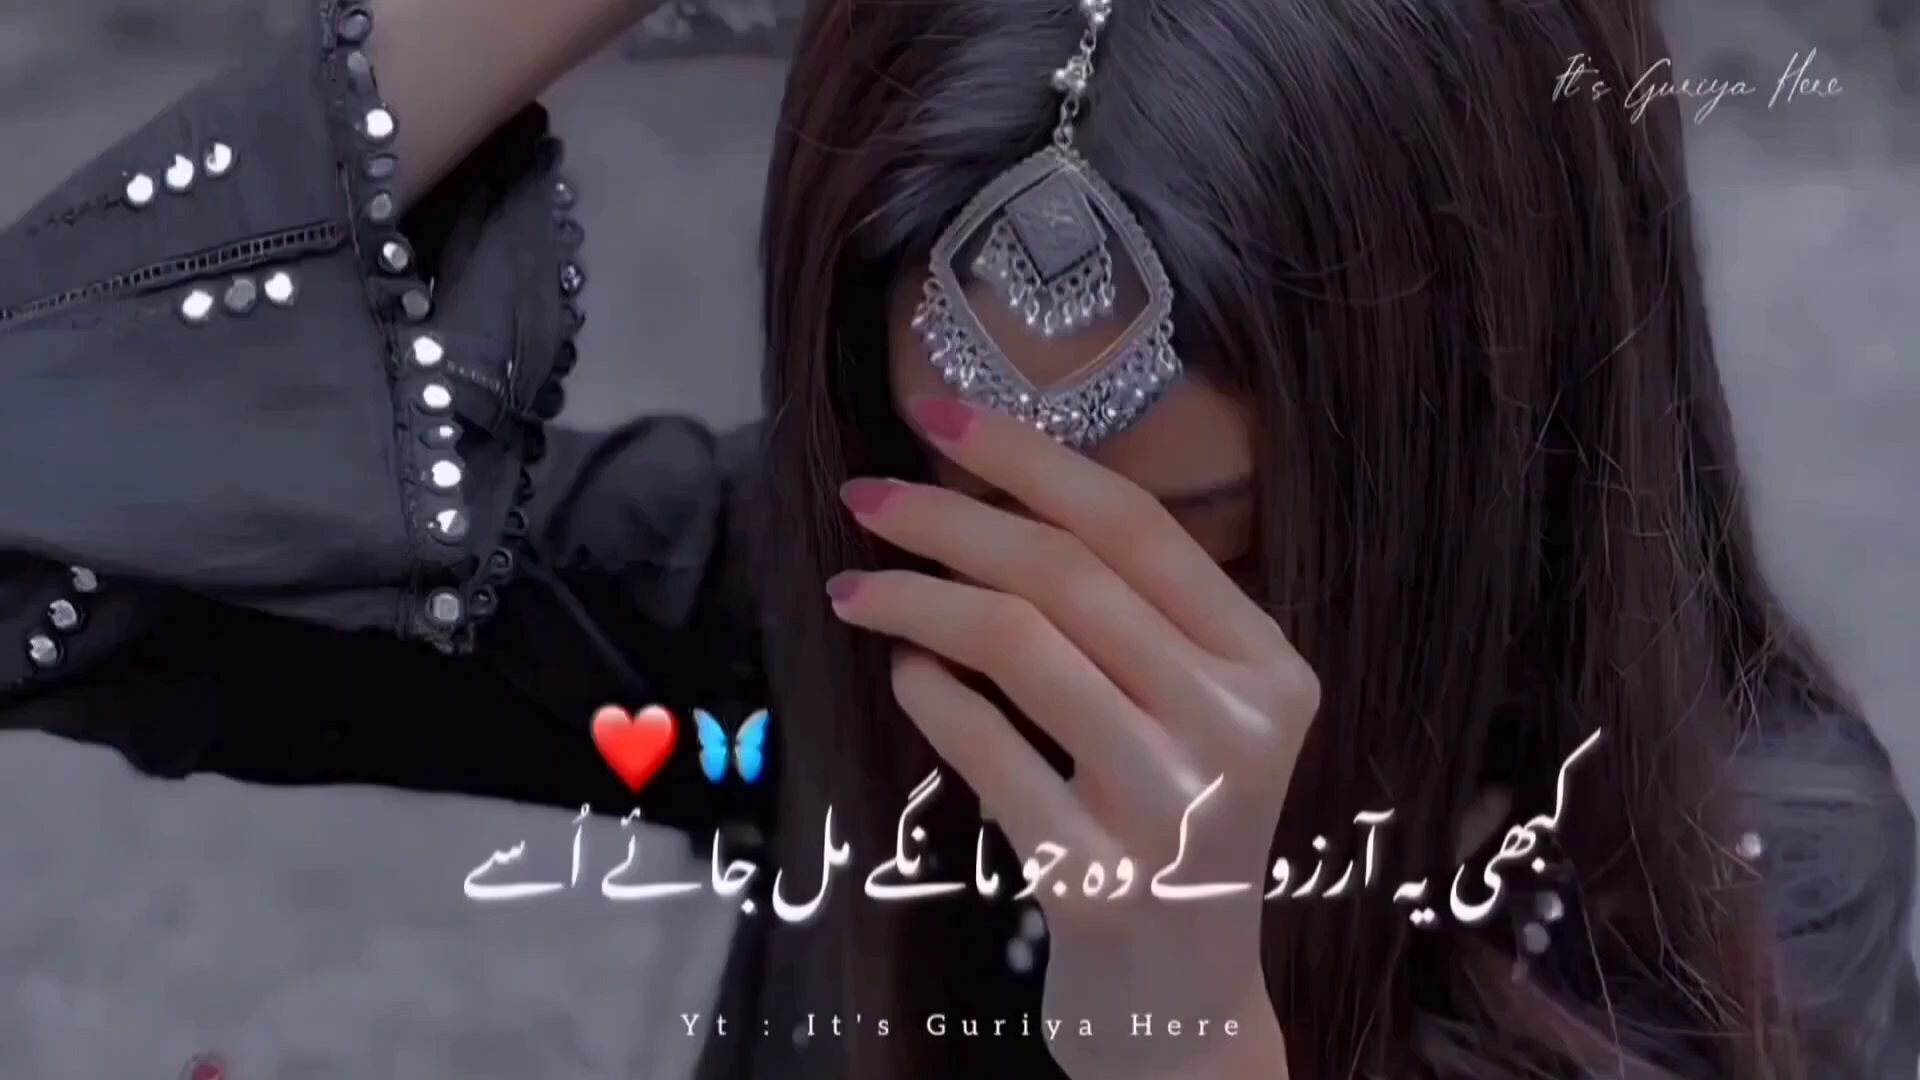 It's Guriya Here
کبھی یہ آرزو کے وہ جو مانگے مل جائے اُسے
Yt : It's Guriya Here